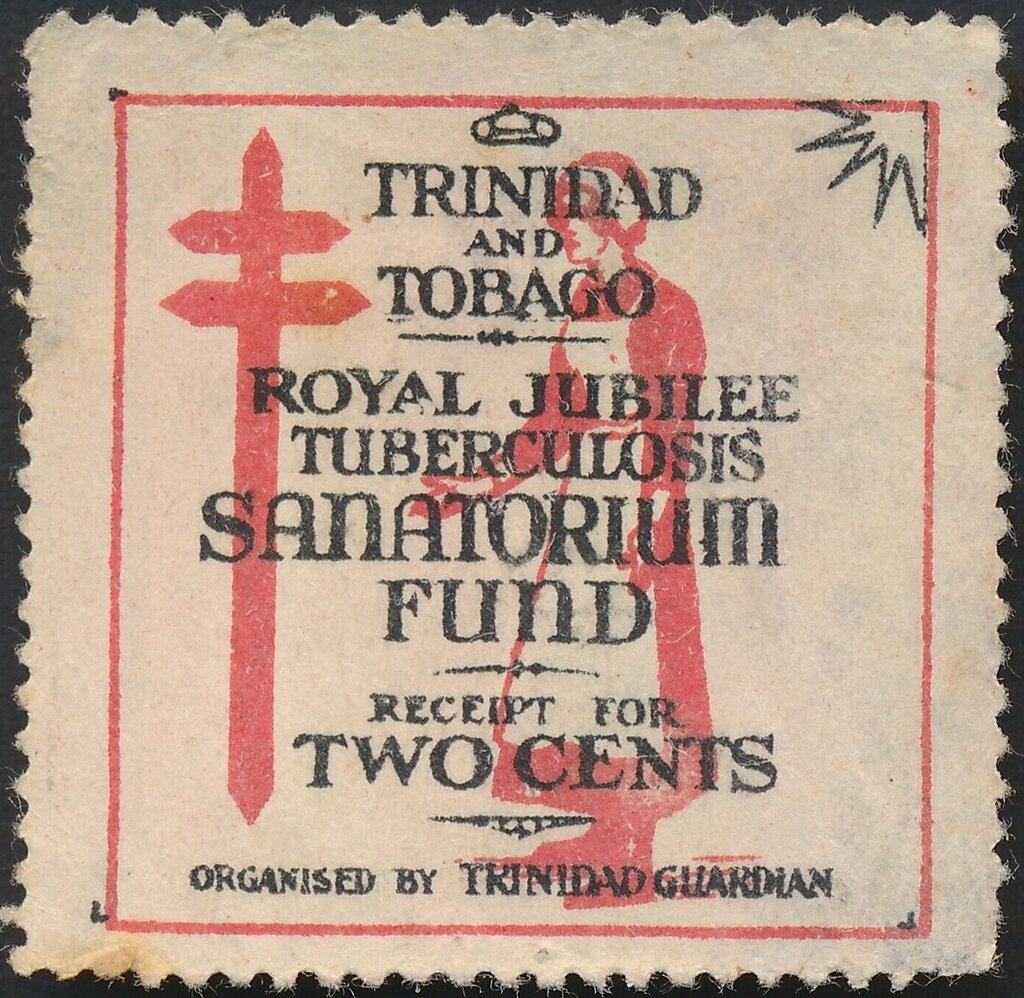 TRINIDAD
AND
TOBAGO
ROYAL JUBILEE
TUBERCULOSIS
SANATORIUM
FUND
RECEIPT FOR
TWO CENTS
ORGANISED BY TRINIDAD GUARDIAN